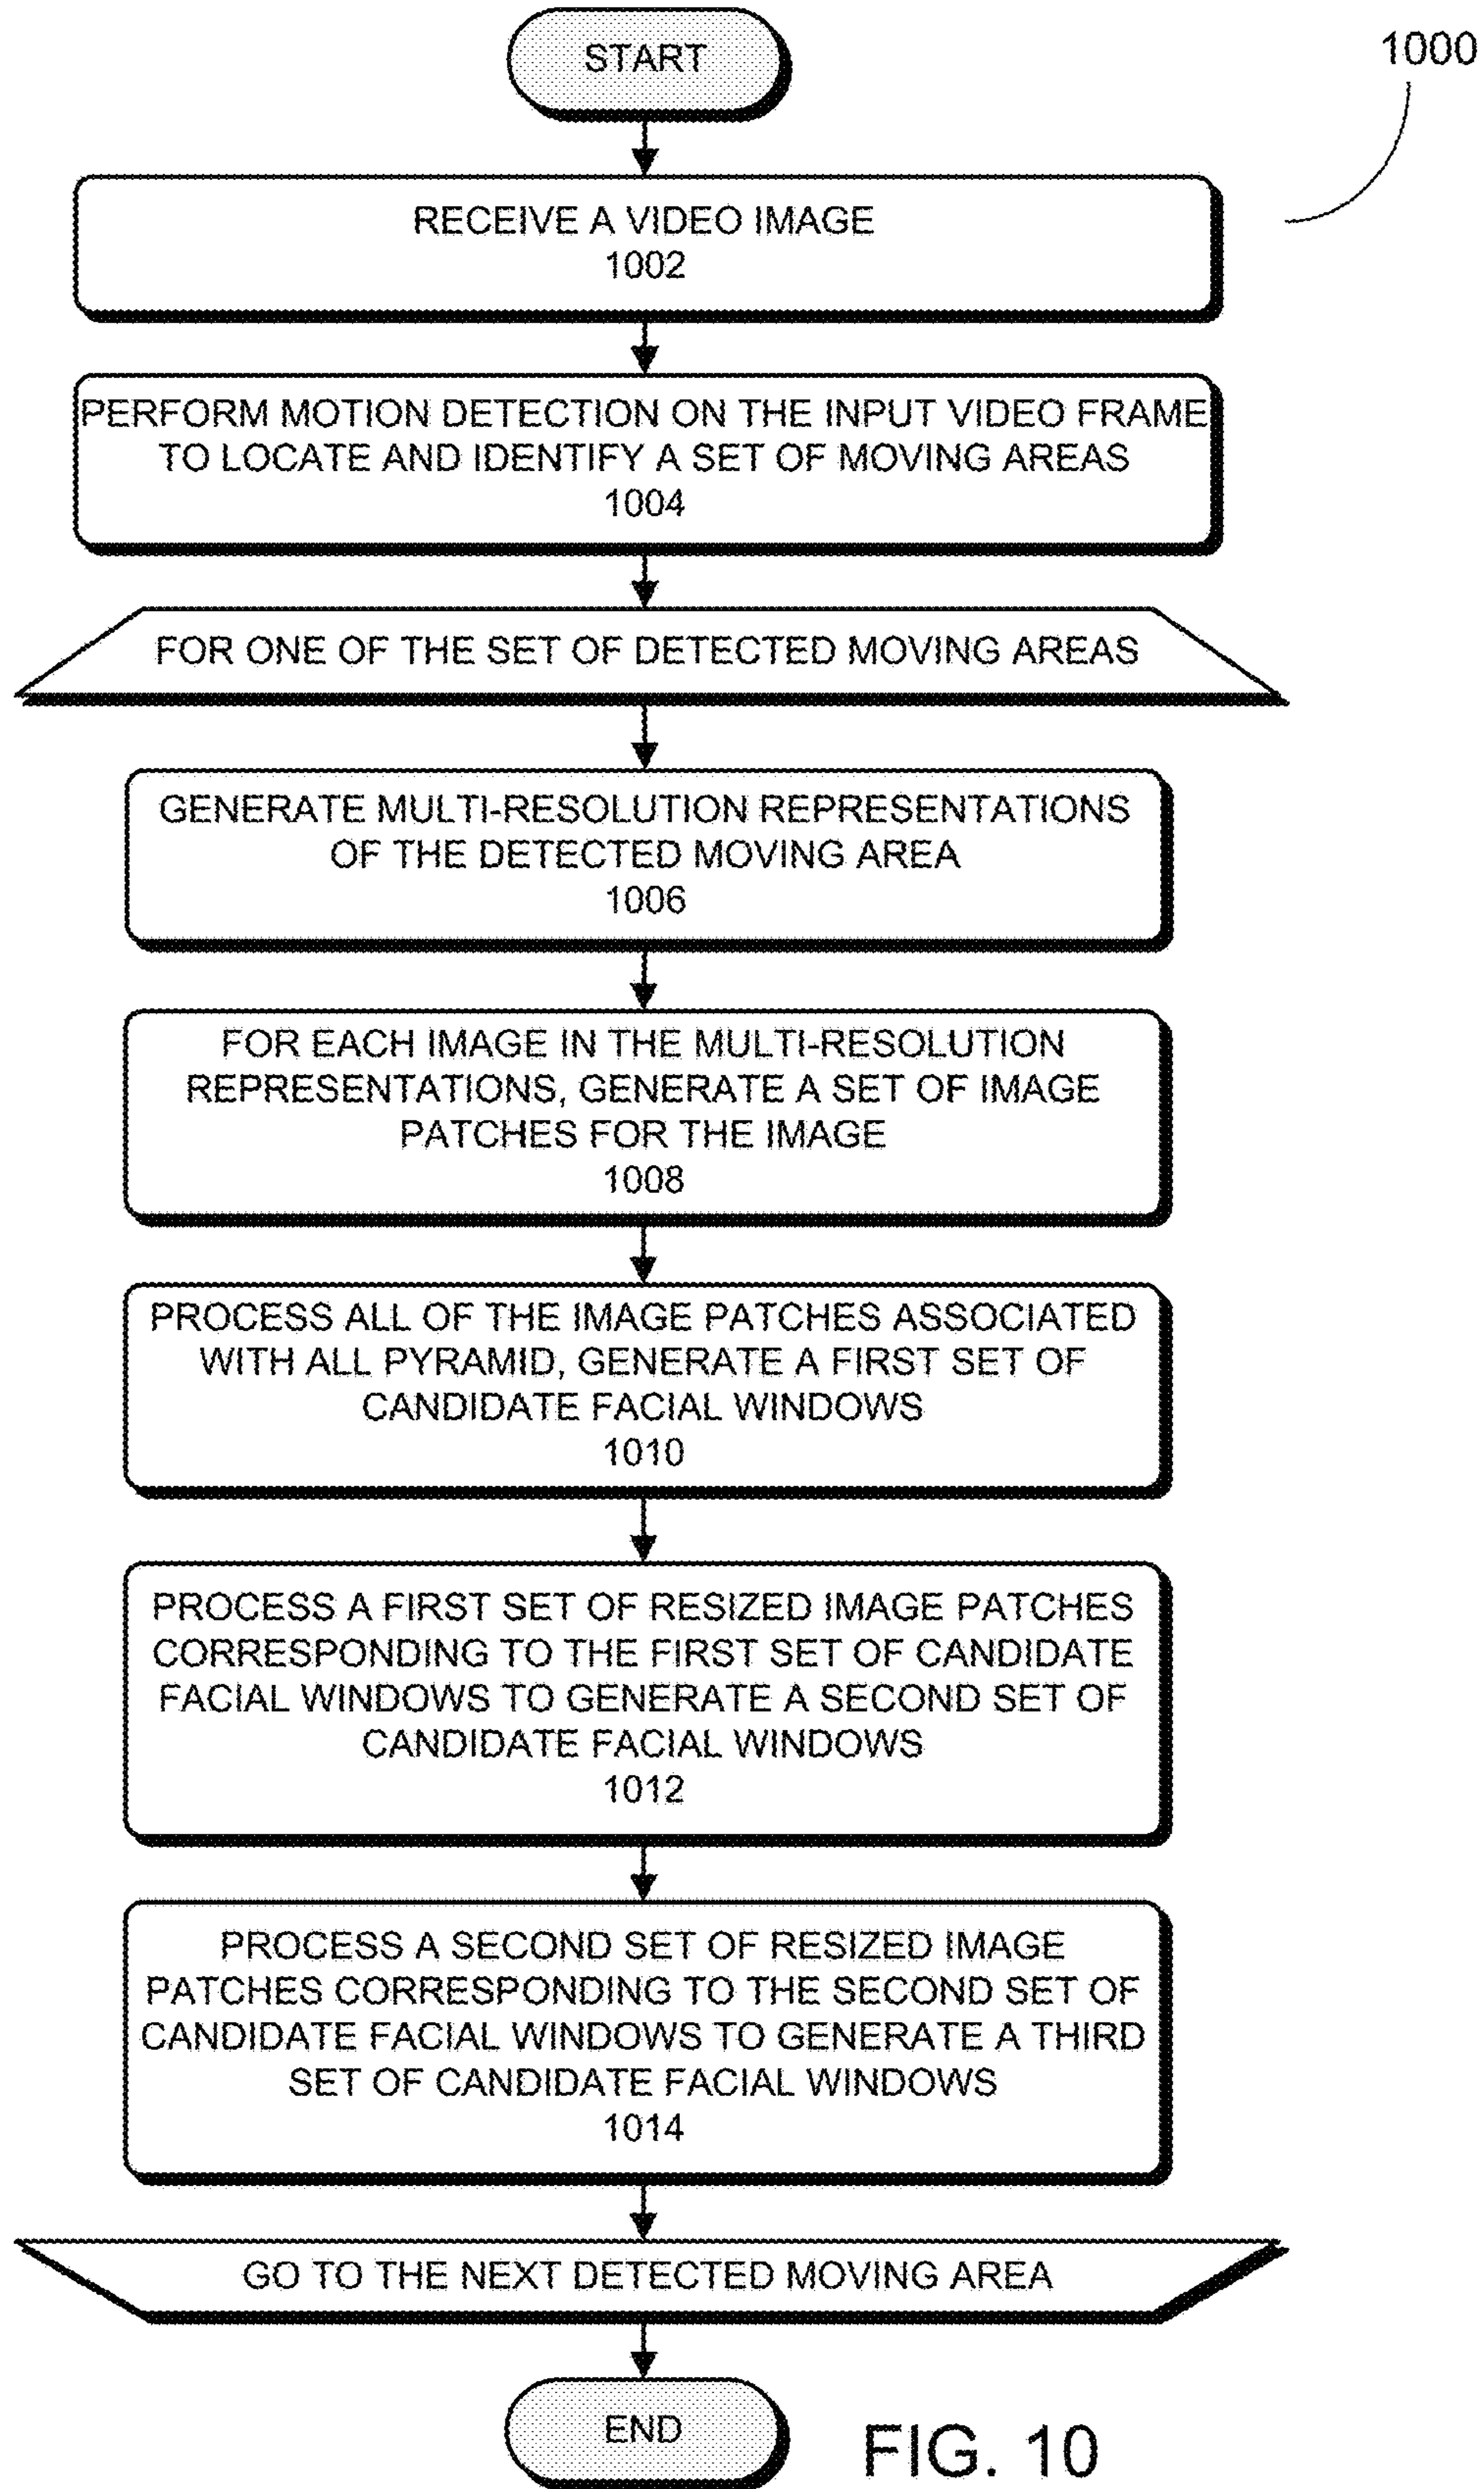 START
1000
RECEIVE A VIDEO IMAGE
1002
PERFORM MOTION DETECTION ON THE INPUT VIDEO FRAME
TO LOCATE AND IDENTIFY A SET OF MOVING AREAS
1004
FOR ONE OF THE SET OF DETECTED MOVING AREAS
GENERATE MULTI-RESOLUTION REPRESENTATIONS
OF THE DETECTED MOVING AREA
1006
FOR EACH IMAGE IN THE MULTI-RESOLUTION
REPRESENTATIONS, GENERATE A SET OF IMAGE
PATCHES FOR THE IMAGE
1008
PROCESS ALL OF THE IMAGE PATCHES ASSOCIATED
WITH ALL PYRAMID, GENERATE A FIRST SET OF
CANDIDATE FACIAL WINDOWS
1010
PROCESS A FIRST SET OF RESIZED IMAGE PATCHES
CORRESPONDING TO THE FIRST SET OF CANDIDATE
FACIAL WINDOWS TO GENERATE A SECOND SET OF
CANDIDATE FACIAL WINDOWS
1012
PROCESS A SECOND SET OF RESIZED IMAGE
PATCHES CORRESPONDING TO THE SECOND SET OF
CANDIDATE FACIAL WINDOWS TO GENERATE A THIRD
SET OF CANDIDATE FACIAL WINDOWS
1014
GO TO THE NEXT DETECTED MOVING AREA
END
FIG. 10